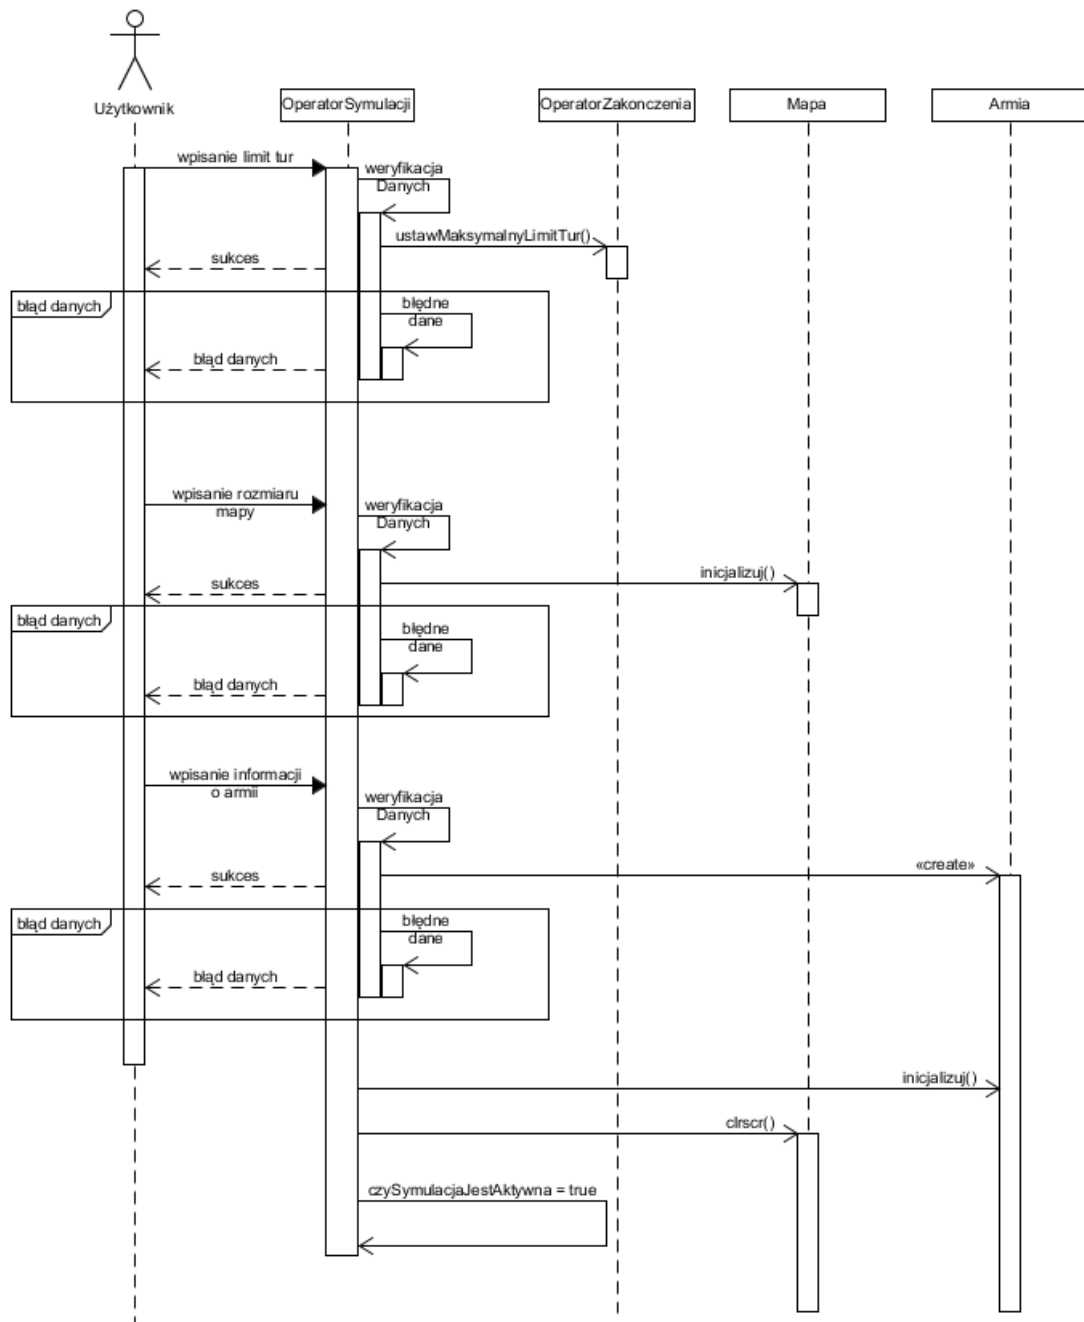 Użytkownik
OperatorSymulacji
OperatorZakonczenia
Mapa
Armia
wpisanie limit tur
weryfikacja
Danych
ustawMaksymalnyLimitTur()
sukces
błąd danych
błędne
dane
błąd danych
wpisanie rozmiaru
mapy
weryfikacja
Danych
inicjalizuj()
sukces
błąd danych
błędne
dane
błąd danych
wpisanie informacji
o armii
weryfikacja
Danych
«create»
sukces
błąd danych
błędne
dane
błąd danych
inicjalizuj()
clrscr()
czySymulacjaJestAktywna = true